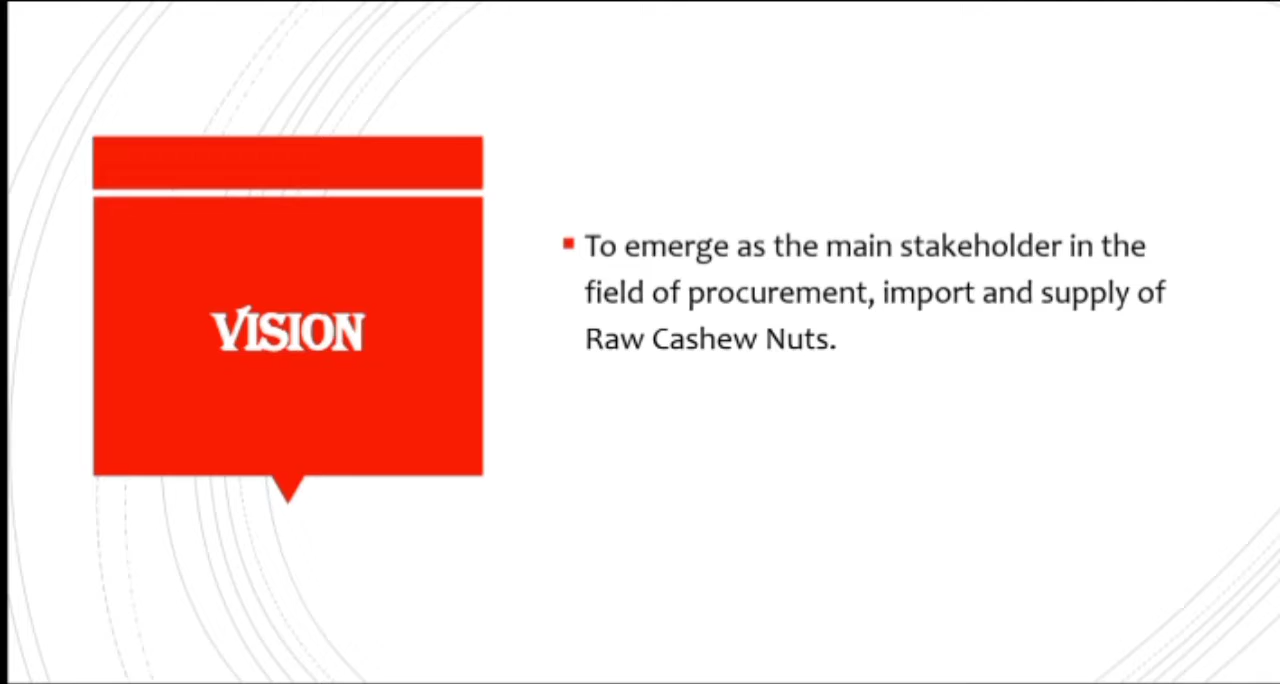 VISION
To emerge as the main stakeholder in the
field of procurement, import and supply of
Raw Cashew Nuts.